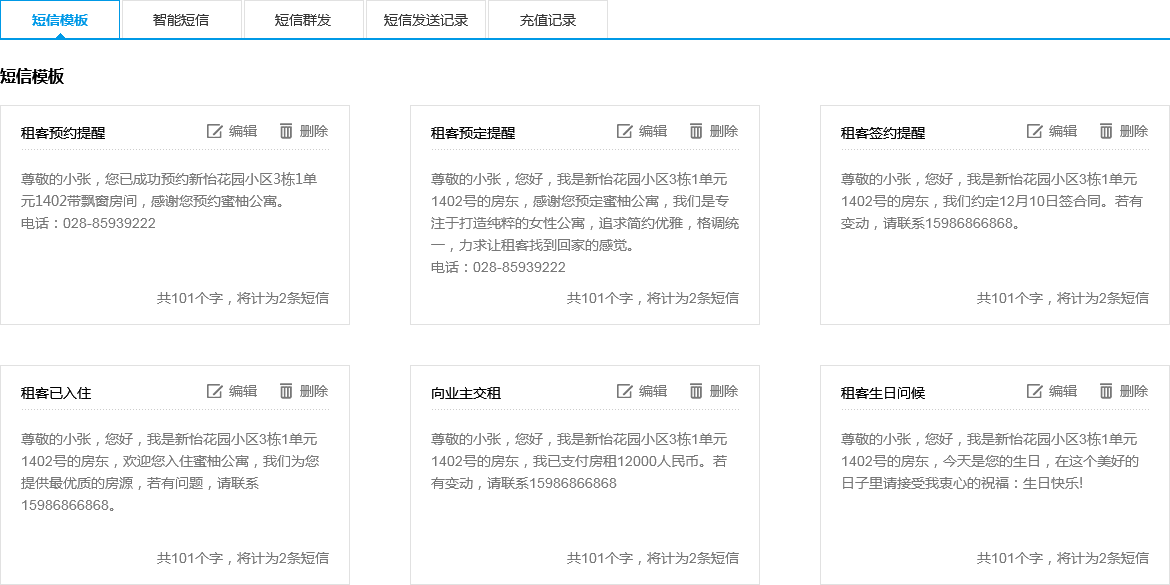 短信模板 智能短信 短信群发 短信发送记录 充值记录
短信模板
租客预约提醒 编辑 删除
尊敬的小张，您已成功预约新怡花园小区3栋1单
元1402带飘窗房间，感谢您预约蜜柚公寓。
电话：028-85939222
共101个字，将计为2条短信
租客预定提醒 编辑 删除
尊敬的小张，您好，我是新怡花园小区3栋1单元
1402号的房东，感谢您预定蜜柚公寓，我们是专
注于打造纯粹的女性公寓，追求简约优雅，格调统
一，力求让租客找到回家的感觉。
电话：028-85939222
共101个字，将计为2条短信
租客签约提醒 编辑 删除
尊敬的小张，您好，我是新怡花园小区3栋1单元
1402号的房东，我们约定12月10日签合同。若有
变动，请联系15986866868。
共101个字，将计为2条短信
租客已入住 编辑 删除
尊敬的小张，您好，我是新怡花园小区3栋1单元
1402号的房东，欢迎您入住蜜柚公寓，我们为您
提供最优质的房源，若有问题，请联系
15986866868。
共101个字，将计为2条短信
向业主交租 编辑 删除
尊敬的小张，您好，我是新怡花园小区3栋1单元
1402号的房东，我已支付房租12000人民币。若
有变动，请联系15986866868
共101个字，将计为2条短信
租客生日问候 编辑 删除
尊敬的小张，您好，我是新怡花园小区3栋1单元
1402号的房东，今天是您的生日，在这个美好的
日子里请接受我衷心的祝福：生日快乐!
共101个字，将计为2条短信